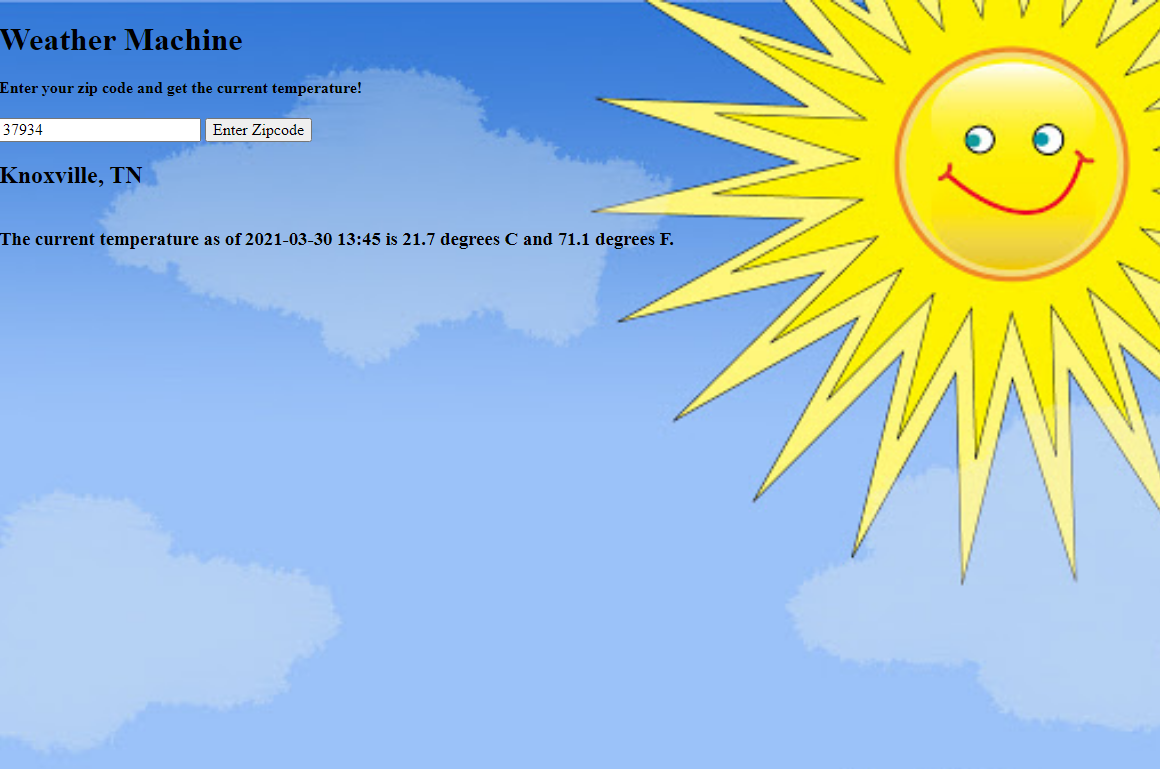 Weather Machine
Enter your zip code and get the current temperature!
37934 Enter Zipcode
Knoxville, TN
The current temperature as of 2021-03-30 13:45 is 21.7 degrees C and 71.1 degrees F.